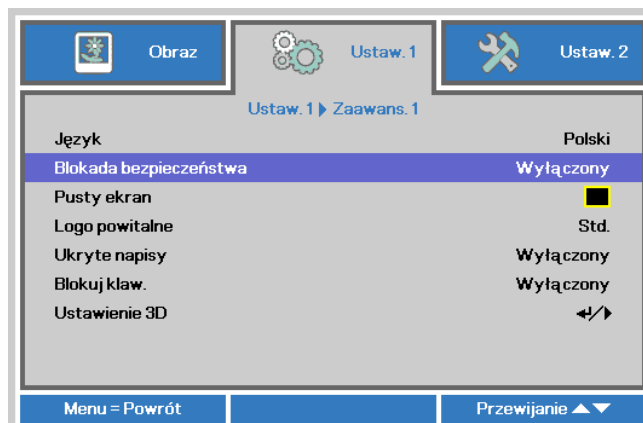 Obraz
Ustaw. 1
Ustaw. 2
Ustaw. 1 ▶ Zaawans. 1
Język Polski
Blokada bezpieczeństwa Wyłączony
Pusty ekran
Logo powitalne Std.
Ukryte napisy Wyłączony
Blokuj klaw. Wyłączony
Ustawienie 3D ↵/▶
Menu = Powrót
Przewijanie ▲▼